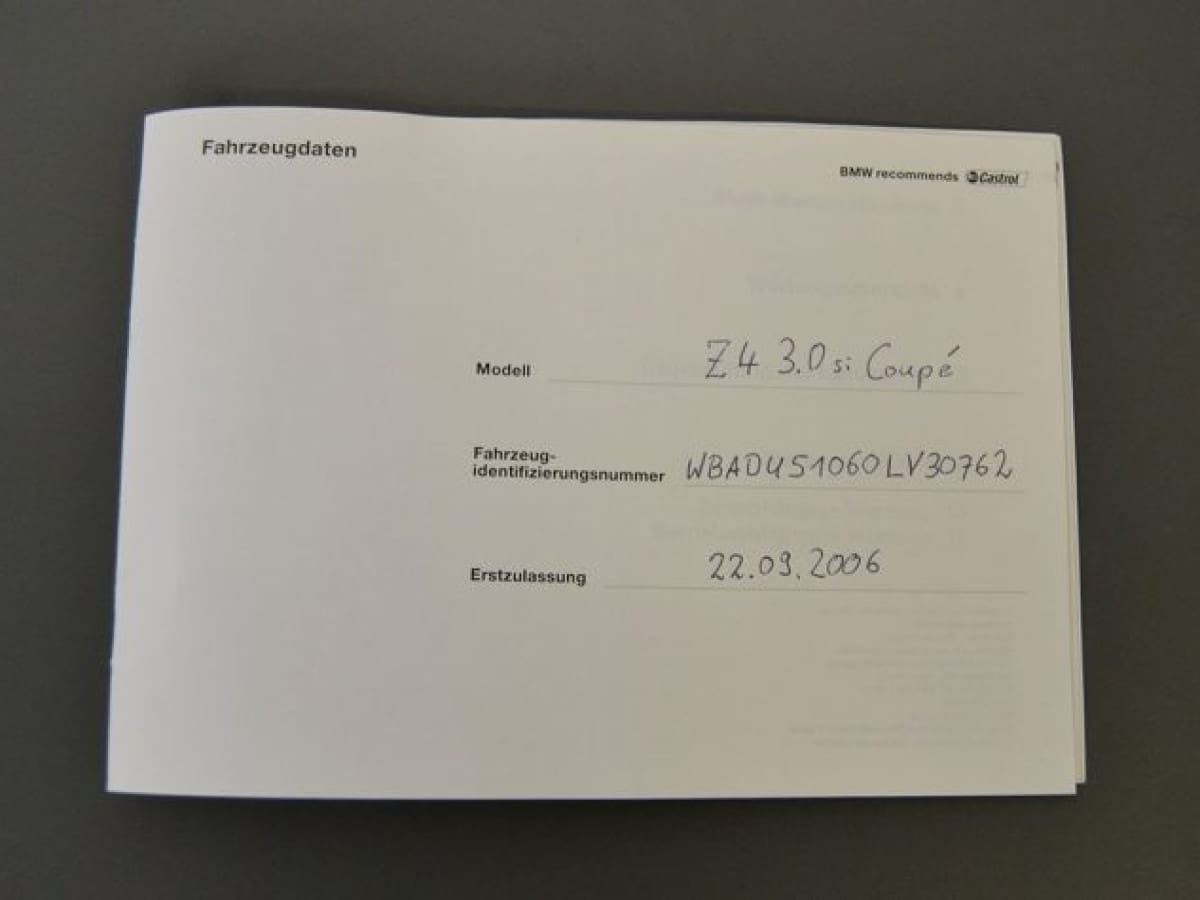 Fahrzeugdaten
BMW recommends Castrol
Modell Z4 3.0si Coupé
Fahrzeug-
identifizierungsnummer WBADU51060LV30762
Erstzulassung 22.09.2006